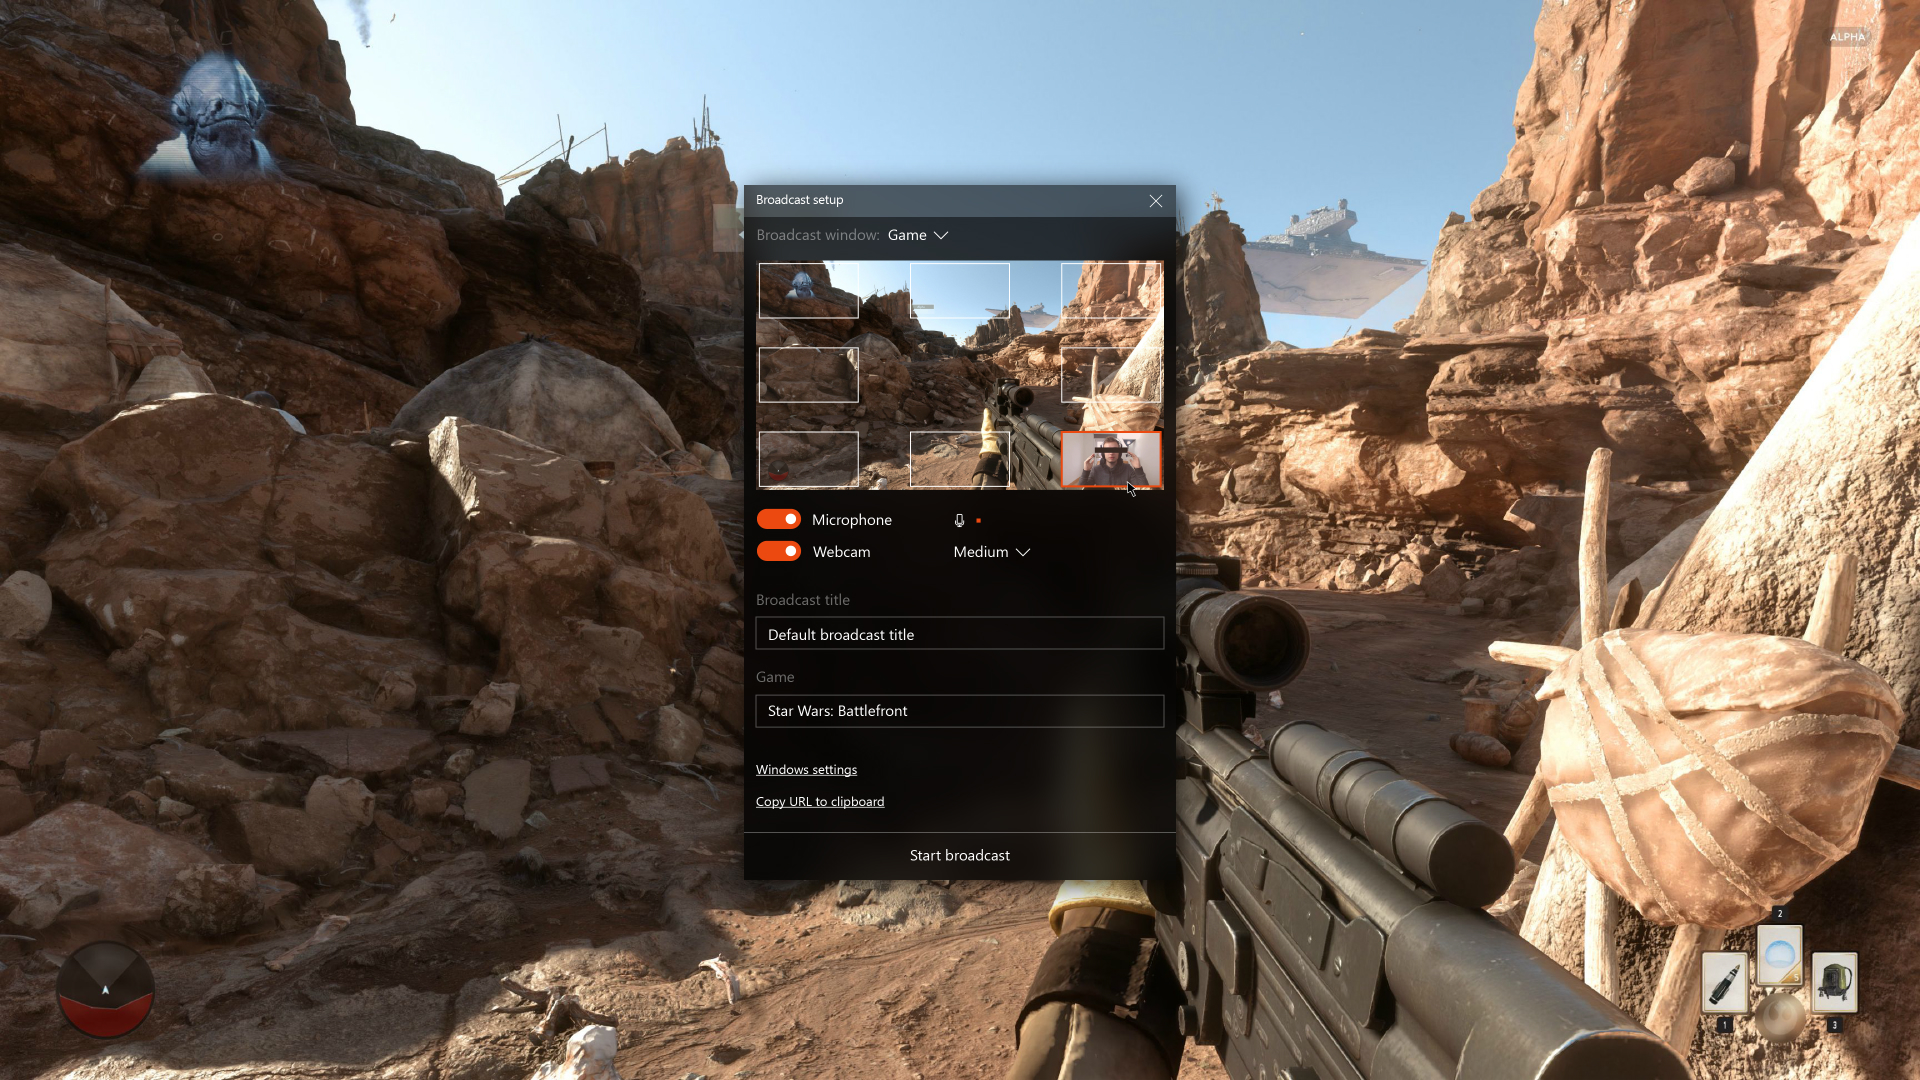 ALPHA
Broadcast setup
Broadcast window: Game
Microphone
Webcam Medium
Broadcast title
Default broadcast title
Game
Star Wars: Battlefront
Windows settings
Copy URL to clipboard
Start broadcast
2
1 3